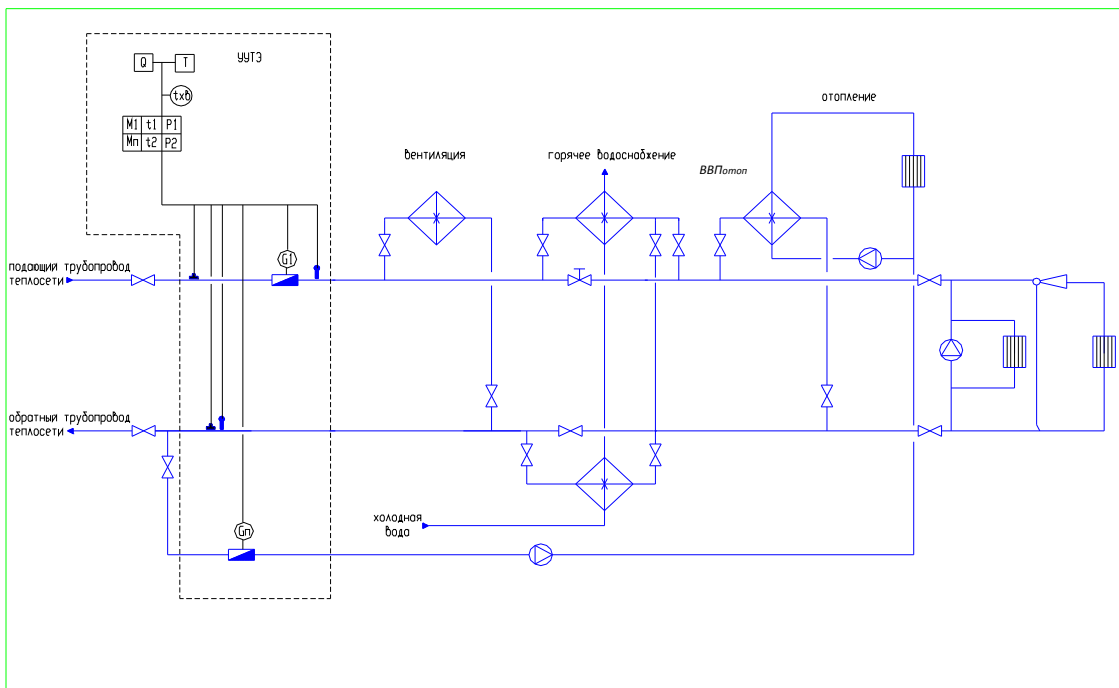 УУТЭ
Q T
tхв
M1 t1 P1
Mп t2 P2
отопление
вентиляция
горячее водоснабжение
ВВПотоп
G1
подающий трубопровод
теплосети
обратный трубопровод
теплосети
холодная
вода
Gп